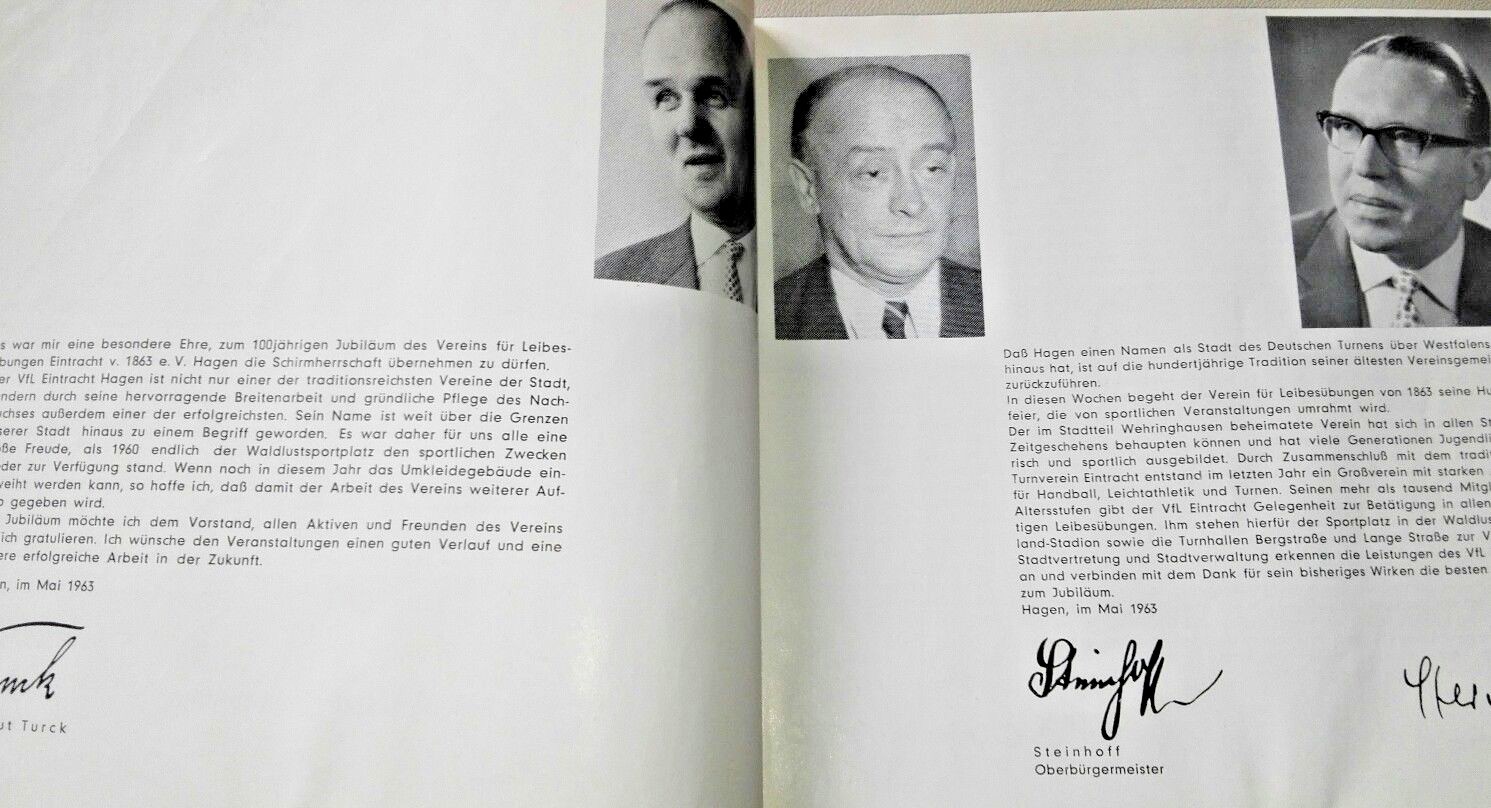 s war mir eine besondere Ehre, zum 100jährigen Jubiläum des Vereins für Leibes-
bungen Eintracht v. 1863 e. V. Hagen die Schirmherrschaft übernehmen zu dürfen.
er VfL Eintracht Hagen ist nicht nur einer der traditionsreichsten Vereine der Stadt,
ndern durch seine hervorragende Breitenarbeit und gründliche Pflege des Nach-
uchses außerdem einer der erfolgreichsten. Sein Name ist weit über die Grenzen
serer Stadt hinaus zu einem Begriff geworden. Es war daher für uns alle eine
oße Freude, als 1960 endlich der Waldlustsportplatz den sportlichen Zwecken
eder zur Verfügung stand. Wenn noch in diesem Jahr das Umkleidegebäude ein-
weiht werden kann, so hoffe ich, daß damit der Arbeit des Vereins weiterer Auf-
b gegeben wird.
Jubiläum möchte ich dem Vorstand, allen Aktiven und Freunden des Vereins
ich gratulieren. Ich wünsche den Veranstaltungen einen guten Verlauf und eine
ere erfolgreiche Arbeit in der Zukunft.
n, im Mai 1963
ut Turck
Daß Hagen einen Namen als Stadt des Deutschen Turnens über Westfalens
hinaus hat, ist auf die hundertjährige Tradition seiner ältesten Vereinsgemei
zurückzuführen.
In diesen Wochen begeht der Verein für Leibesübungen von 1863 seine Hu
feier, die von sportlichen Veranstaltungen umrahmt wird.
Der im Stadtteil Wehringhausen beheimatete Verein hat sich in allen St
Zeitgeschehens behaupten können und hat viele Generationen Jugendli
risch und sportlich ausgebildet. Durch Zusammenschluß mit dem tradit
Turnverein Eintracht entstand im letzten Jahr ein Großverein mit starken
für Handball, Leichtathletik und Turnen. Seinen mehr als tausend Mitgl
Altersstufen gibt der VfL Eintracht Gelegenheit zur Betätigung in allen
tigen Leibesübungen. Ihm stehen hierfür der Sportplatz in der Waldlus
land-Stadion sowie die Turnhallen Bergstraße und Lange Straße zur V
Stadtvertretung und Stadtverwaltung erkennen die Leistungen des VfL
an und verbinden mit dem Dank für sein bisheriges Wirken die besten
zum Jubiläum.
Hagen, im Mai 1963
Steinhoff
Steinhoff
Oberbürgermeister